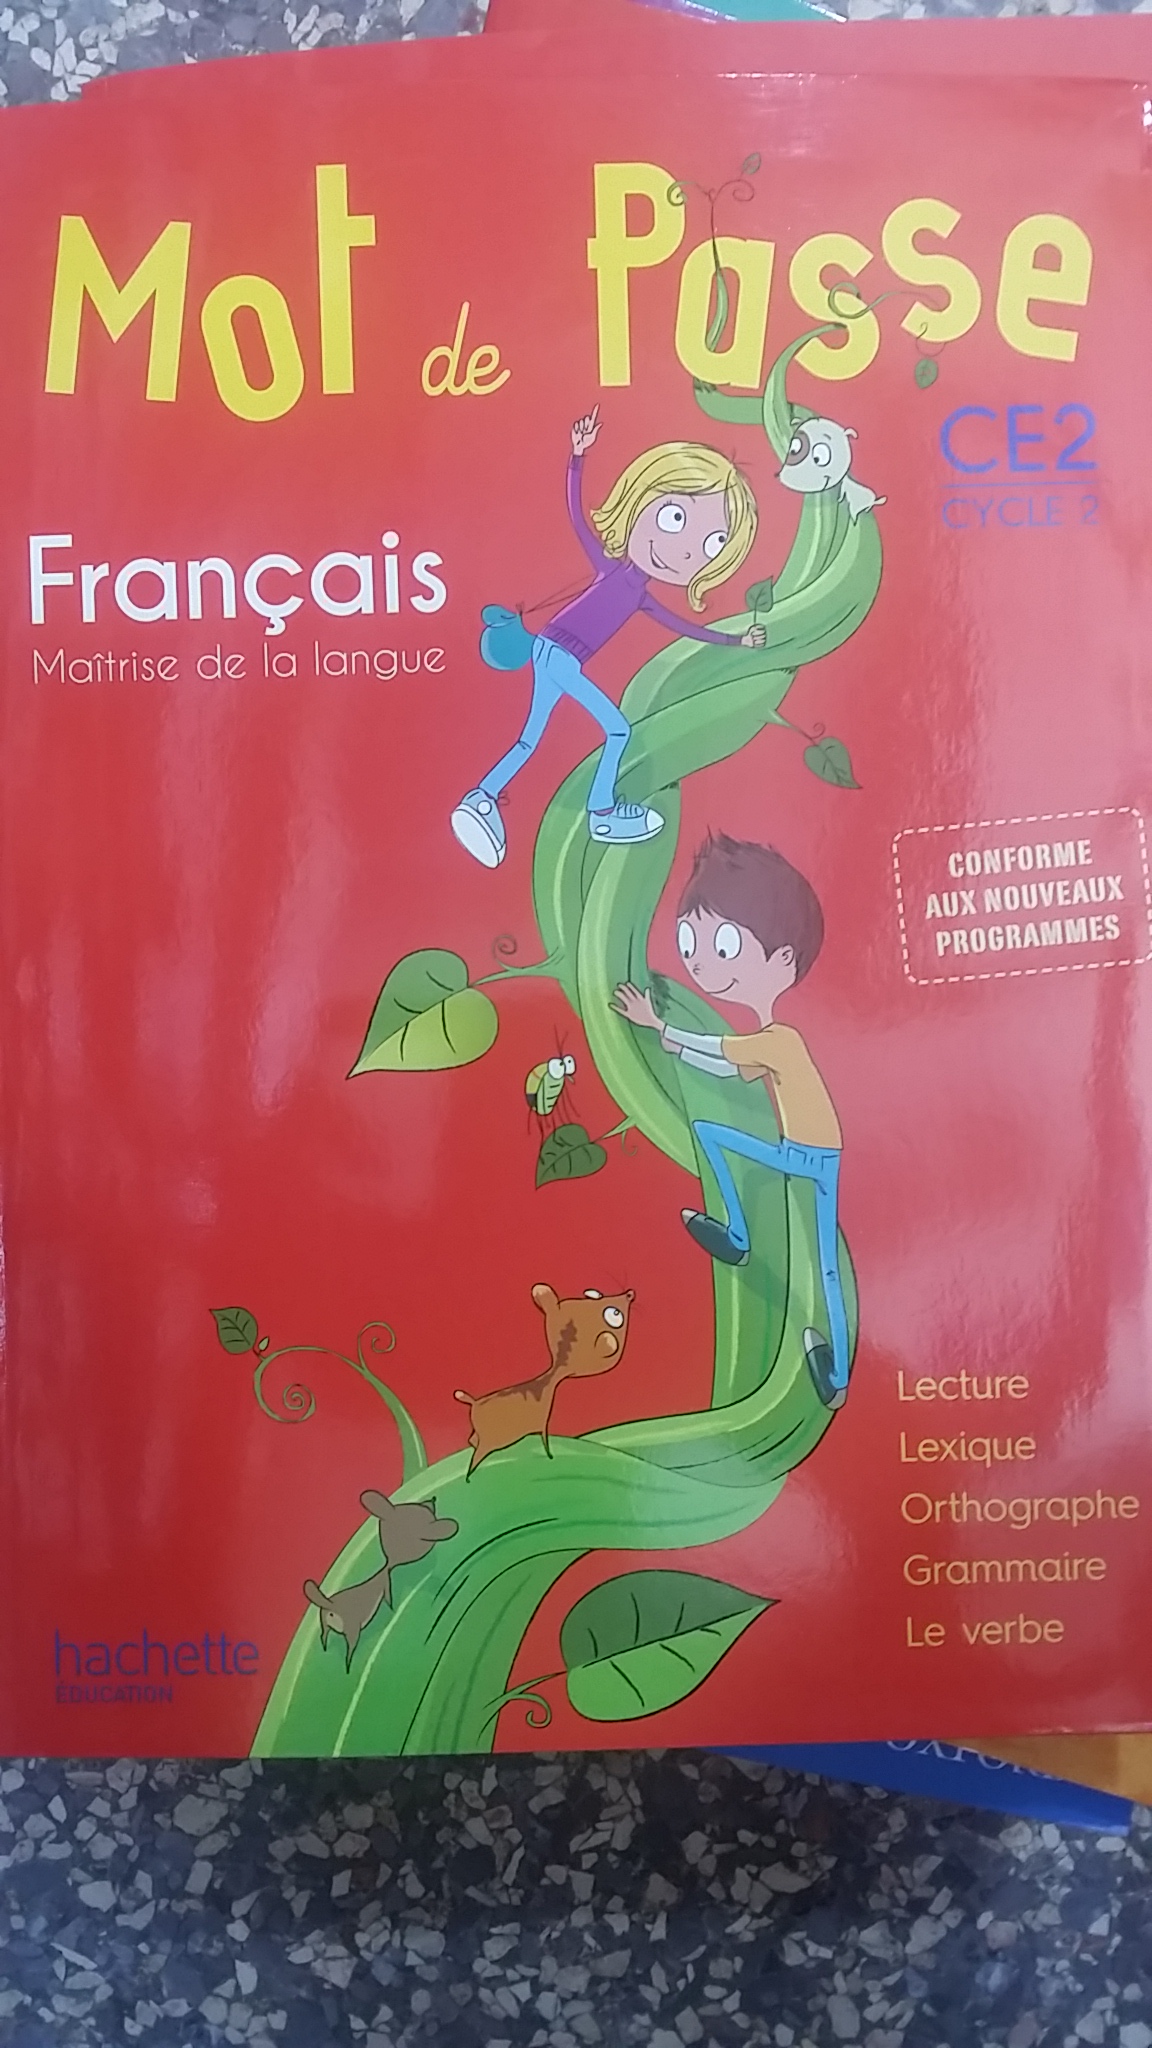 Mot de Passe
CE2
CYCLE 2
Français
Maîtrise de la langue
CONFORME
AUX NOUVEAUX
PROGRAMMES
Lecture
Lexique
Orthographe
Grammaire
Le verbe
hachette
ÉDUCATION